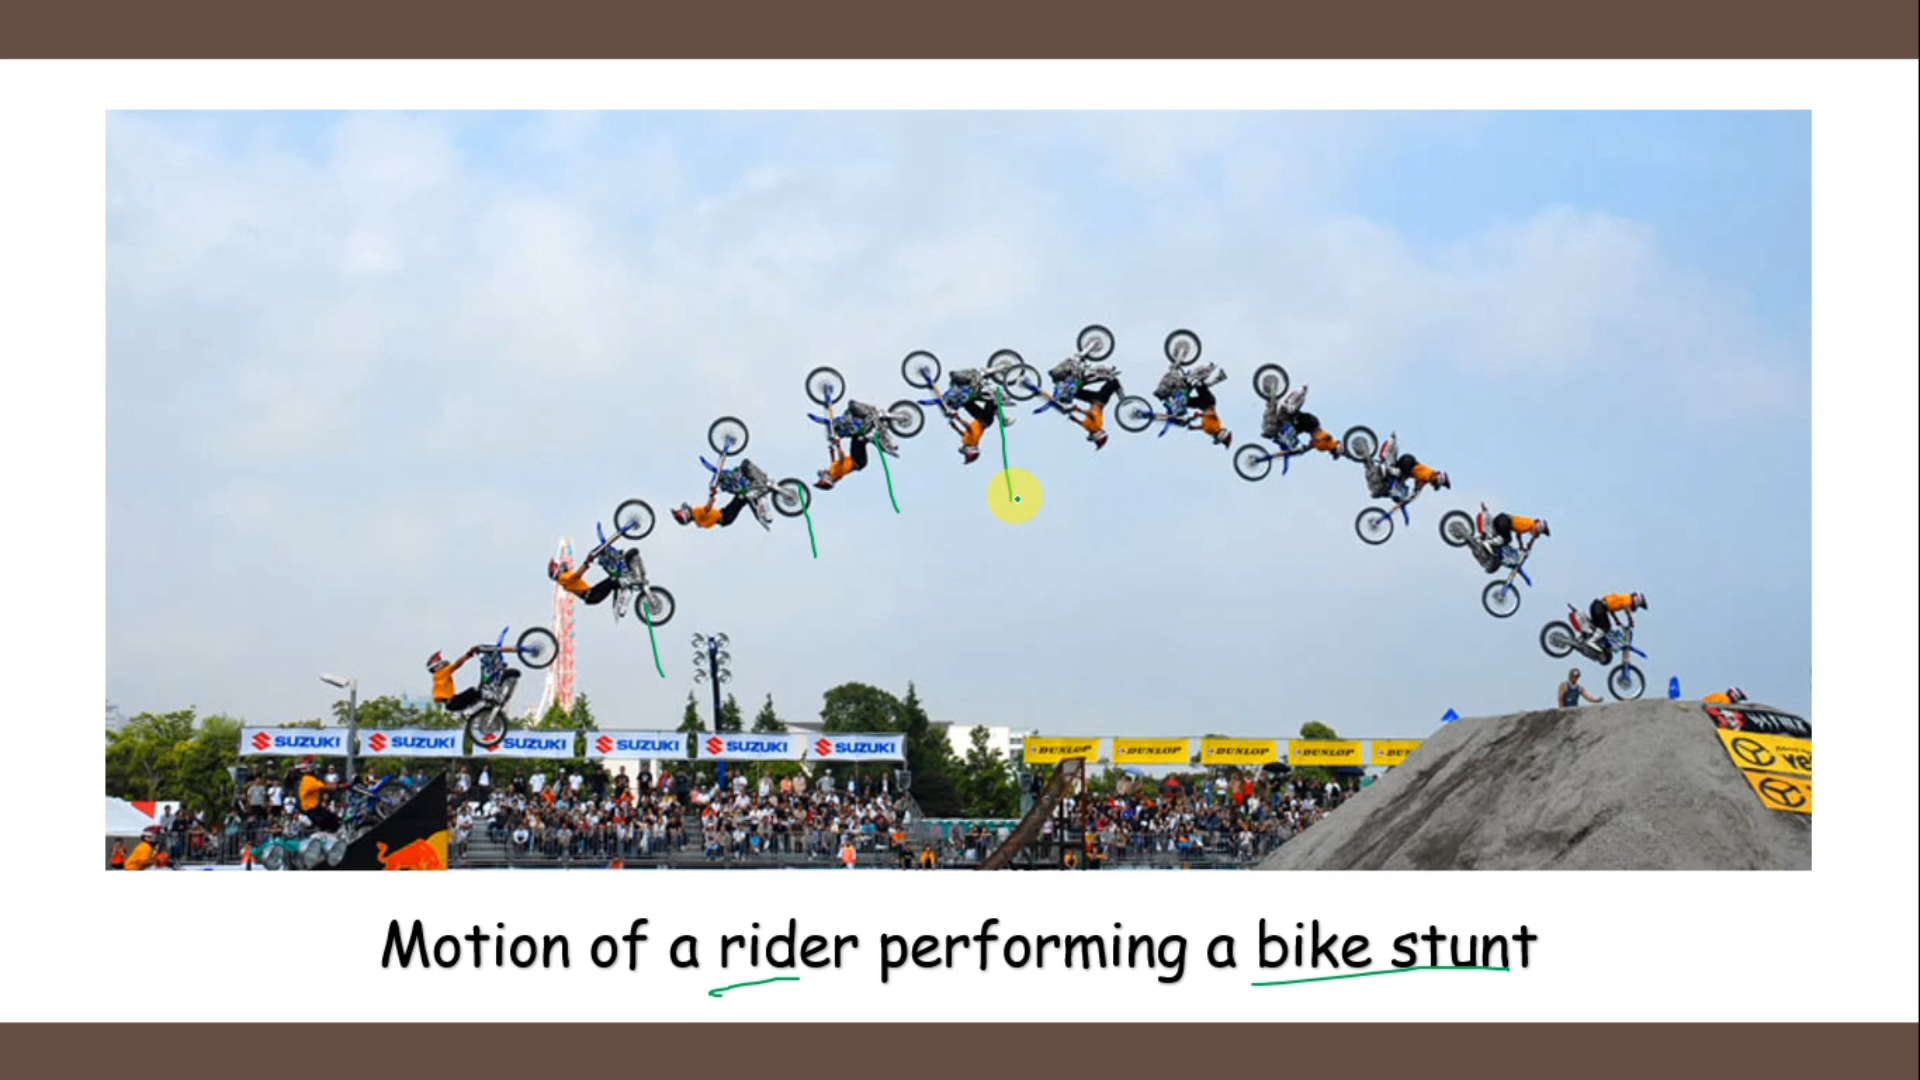 SUZUKI SUZUKI SUZUKI SUZUKI SUZUKI SUZUKI
DUNLOP DUNLOP DUNLOP DUNLOP
Motion of a rider performing a bike stunt